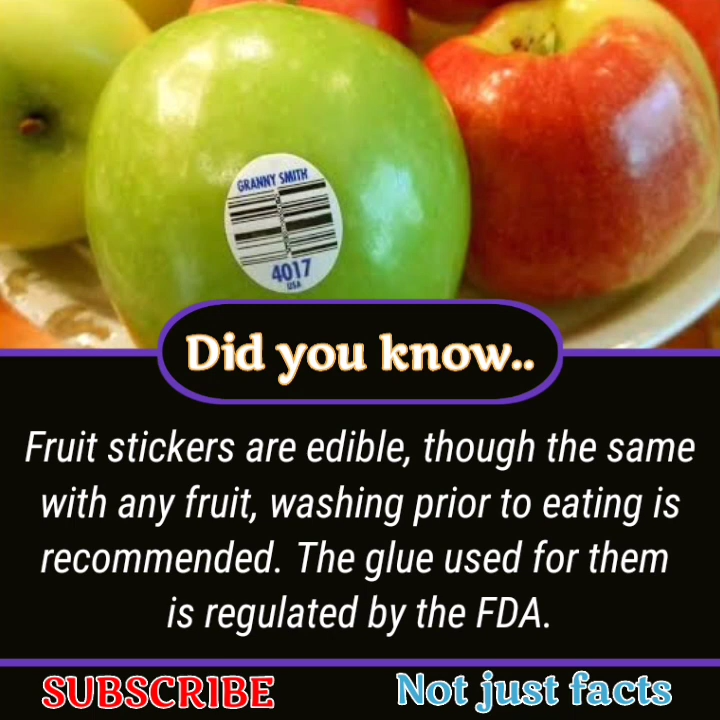 GRANNY SMITH
4017
USA
Did you know..
Fruit stickers are edible, though the same
with any fruit, washing prior to eating is
recommended. The glue used for them
is regulated by the FDA.
SUBSCRIBE
Not just facts